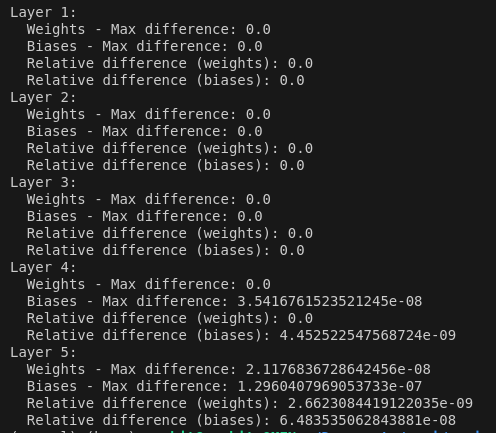 Layer 1:
  Weights - Max difference: 0.0
  Biases - Max difference: 0.0
  Relative difference (weights): 0.0
  Relative difference (biases): 0.0
Layer 2:
  Weights - Max difference: 0.0
  Biases - Max difference: 0.0
  Relative difference (weights): 0.0
  Relative difference (biases): 0.0
Layer 3:
  Weights - Max difference: 0.0
  Biases - Max difference: 0.0
  Relative difference (weights): 0.0
  Relative difference (biases): 0.0
Layer 4:
  Weights - Max difference: 0.0
  Biases - Max difference: 3.5416761523521245e-08
  Relative difference (weights): 0.0
  Relative difference (biases): 4.452522547568724e-09
Layer 5:
  Weights - Max difference: 2.1176836728642456e-08
  Biases - Max difference: 1.2960407969053733e-07
  Relative difference (weights): 2.6623084419122035e-09
  Relative difference (biases): 6.483535062843881e-08